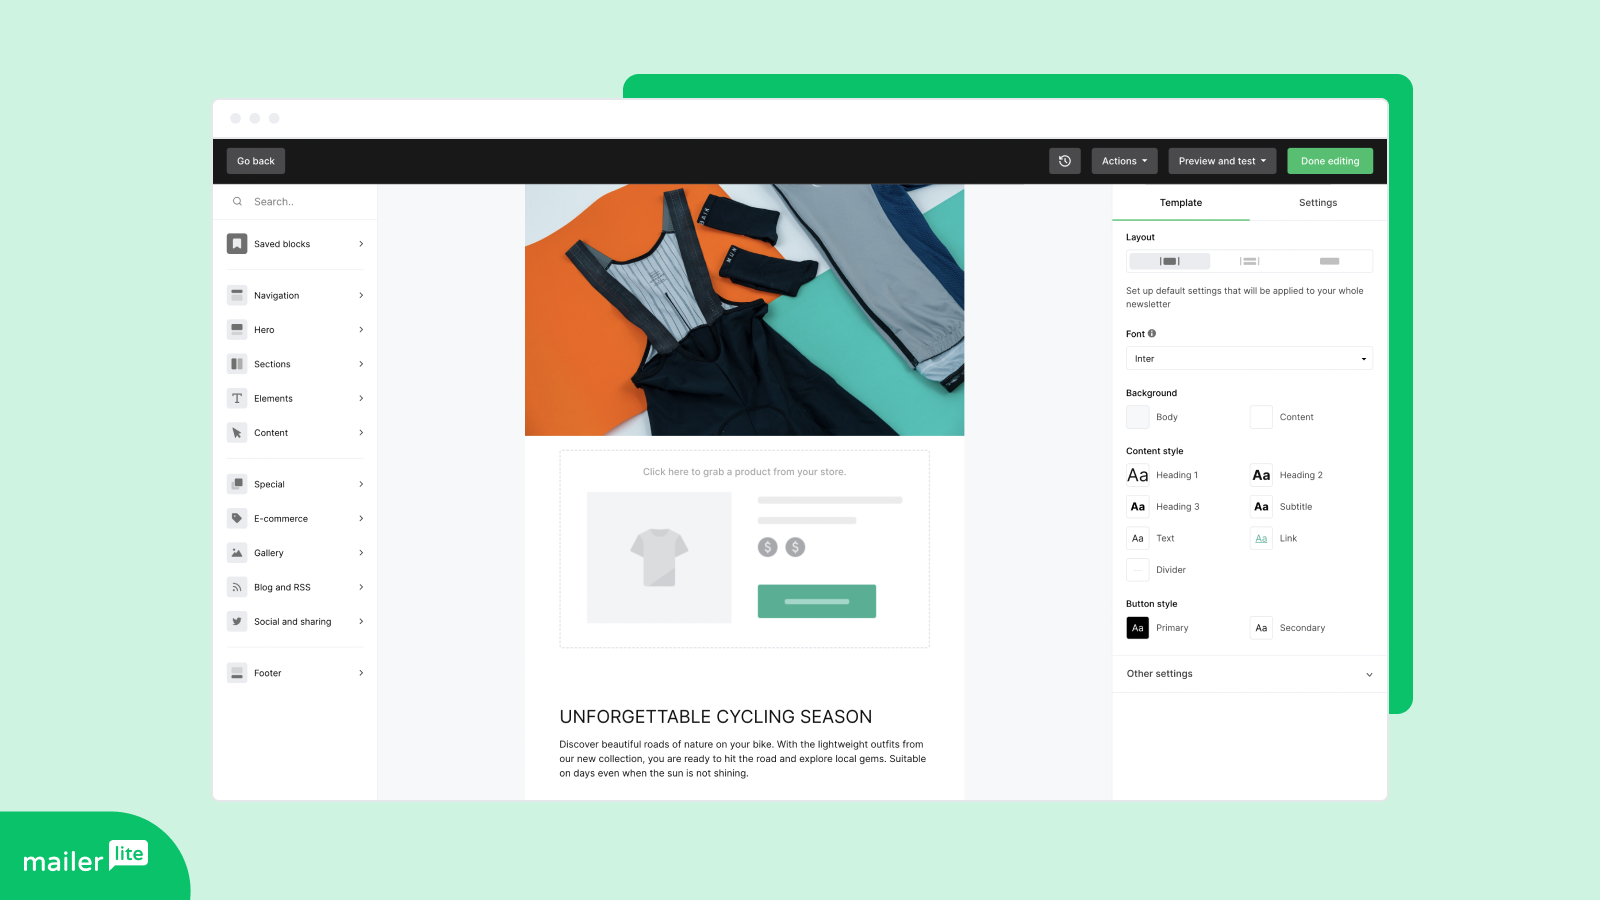 Go back
Actions
Preview and test
Done editing
Search..
Saved blocks
Navigation
Hero
Sections
Elements
Content
Special
E-commerce
Gallery
Blog and RSS
Social and sharing
Footer
MUN
Click here to grab a product from your store.
$ $
UNFORGETTABLE CYCLING SEASON
Discover beautiful roads of nature on your bike. With the lightweight outfits from
our new collection, you are ready to hit the road and explore local gems. Suitable
on days even when the sun is not shining.
Template Settings
Layout
Set up default settings that will be applied to your whole
newsletter
Font
Inter
Background
Body Content
Content style
Aa Heading 1 Aa Heading 2
Aa Heading 3 Aa Subtitle
Aa Text Aa Link
Divider
Button style
Aa Primary Aa Secondary
Other settings
mailer lite